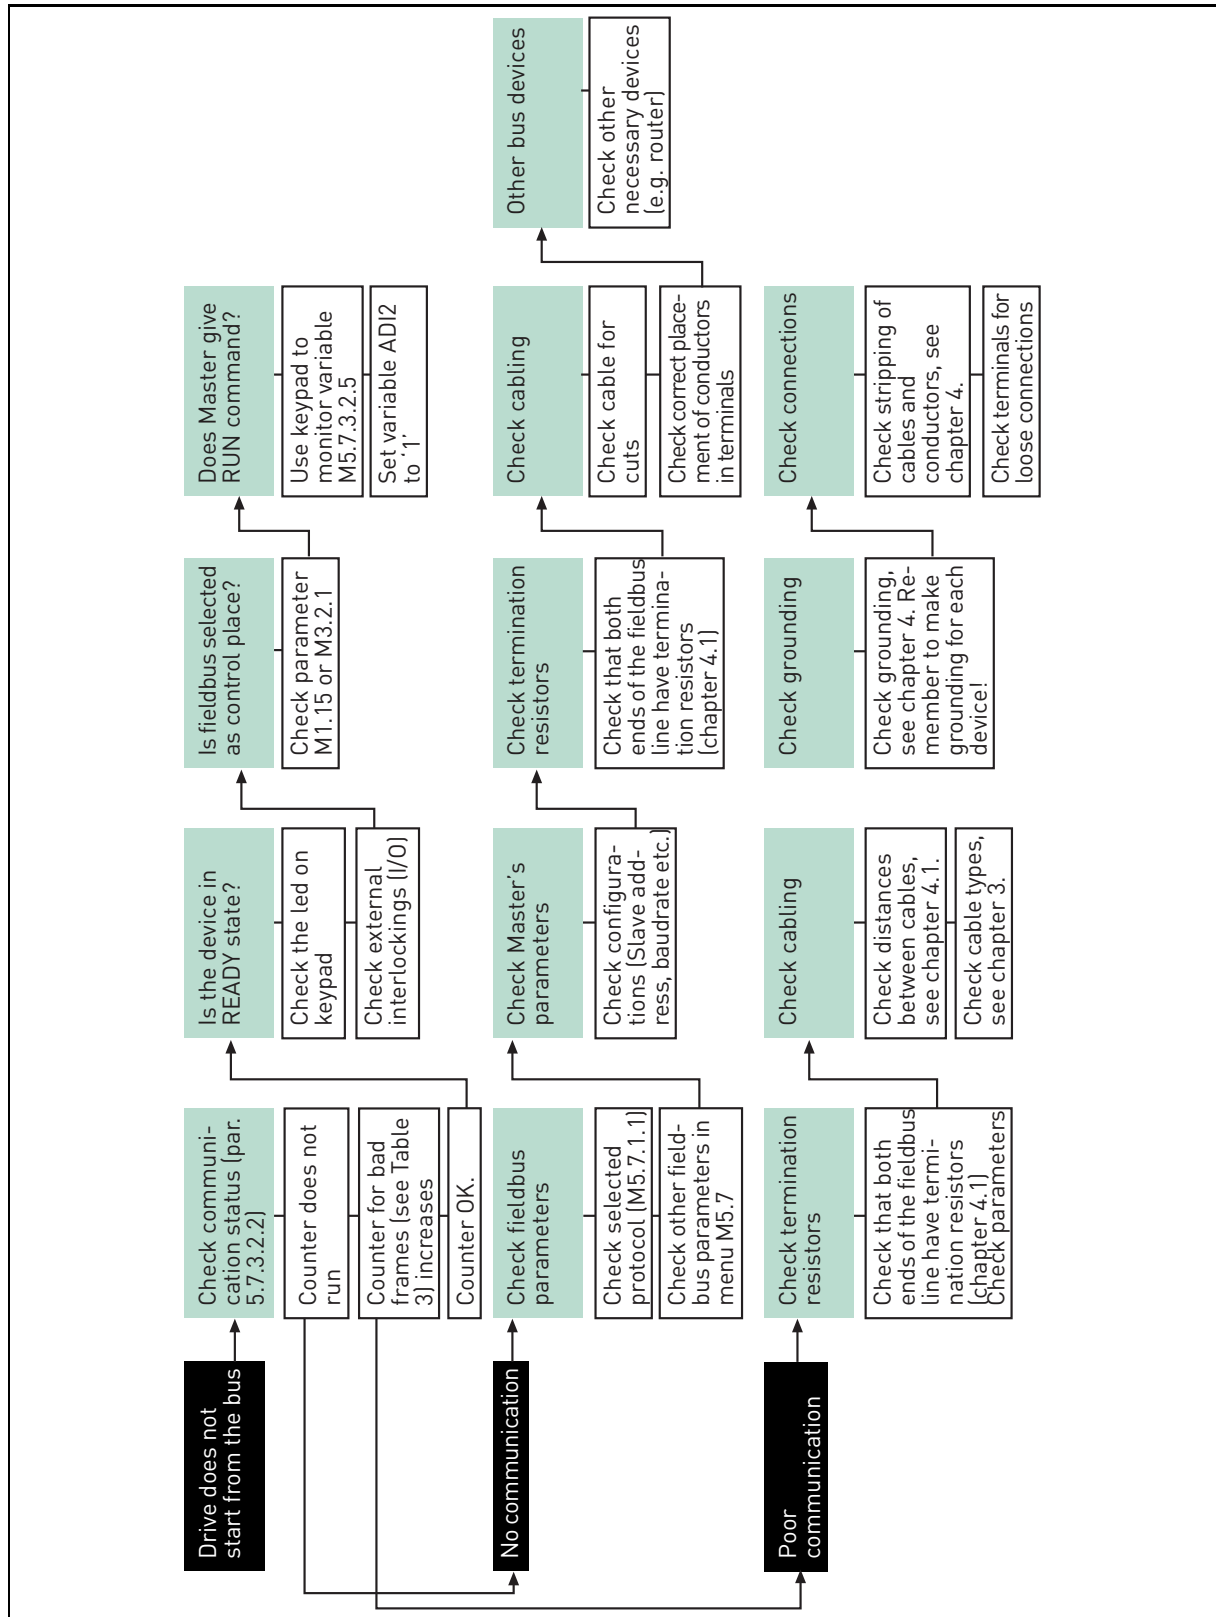 Drive does not
start from the bus
Check communi-
cation status (par.
5.7.3.2.2)
Counter does not
run
Counter for bad
frames (see Table
3) increases
Counter OK.
Is the device in
READY state?
Check the led on
keypad
Check external
interlockings (I/O)
Is fieldbus selected
as control place?
Check parameter
M1.15 or M3.2.1
Does Master give
RUN command?
Use keypad to
monitor variable
M5.7.3.2.5
Set variable ADI2
to ‘1’
No communication
Check fieldbus
parameters
Check selected
protocol (M5.7.1.1)
Check other field-
bus parameters in
menu M5.7
Check Master’s
parameters
Check configura-
tions (Slave add-
ress, baudrate etc.)
Check termination
resistors
Check that both
ends of the fieldbus
line have termina-
tion resistors
(chapter 4.1)
Check cabling
Check cable for
cuts
Check correct place-
ment of conductors
in terminals
Other bus devices
Check other
necessary devices
(e.g. router)
Poor
communication
Check termination
resistors
Check that both
ends of the fieldbus
line have termi-
nation resistors
(chapter 4.1)
Check parameters
Check cabling
Check distances
between cables,
see chapter 4.1.
Check cable types,
see chapter 3.
Check grounding
Check grounding,
see chapter 4. Re-
member to make
grounding for each
device!
Check connections
Check stripping of
cables and
conductors, see
chapter 4.
Check terminals for
loose connections